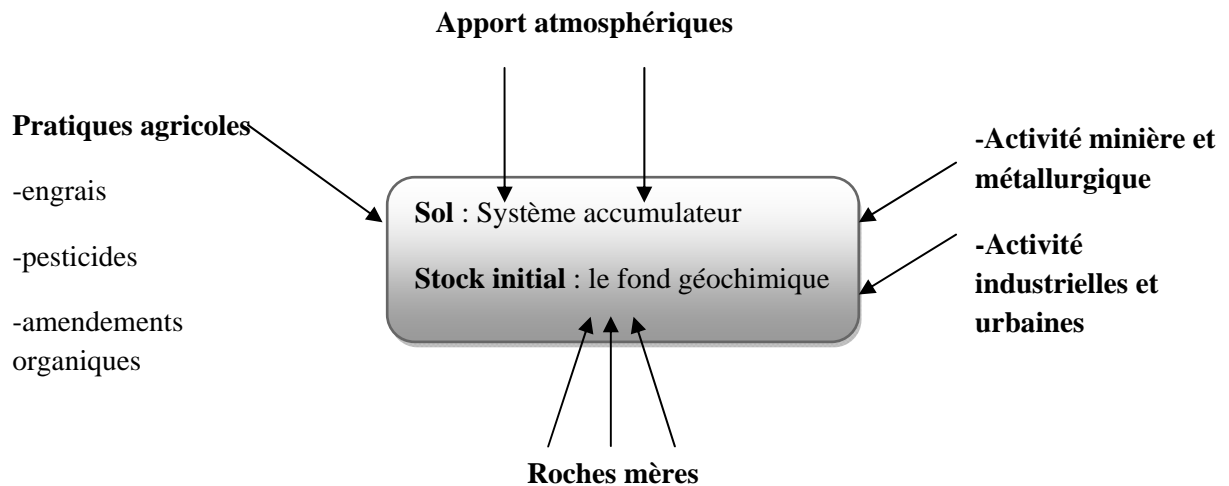 Apport atmosphériques
Pratiques agricoles
-engrais
-pesticides
-amendements
organiques
Sol : Système accumulateur
Stock initial : le fond géochimique
-Activité minière et
métallurgique
-Activité
industrielles et
urbaines
Roches mères